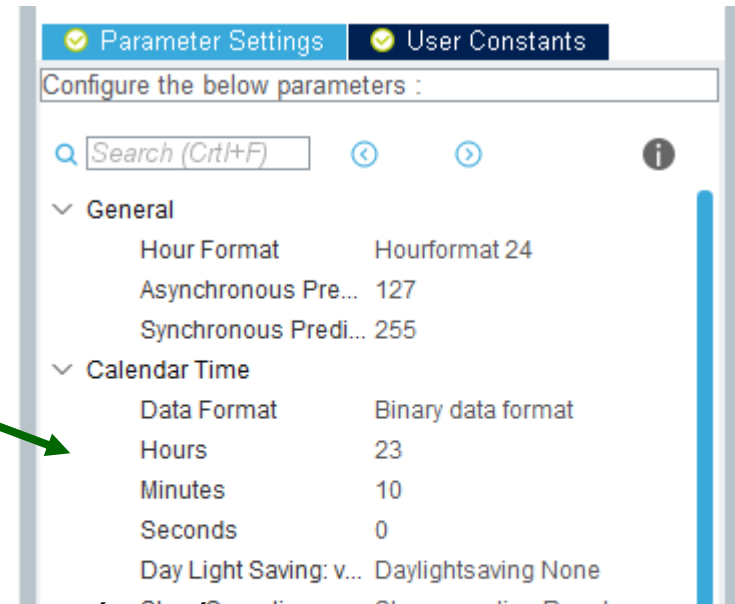 Parameter Settings User Constants
Configure the below parameters :
Search (Crtl+F)
General
Hour Format Hourformat 24
Asynchronous Pre... 127
Synchronous Predi... 255
Calendar Time
Data Format Binary data format
Hours 23
Minutes 10
Seconds 0
Day Light Saving: v... Daylightsaving None